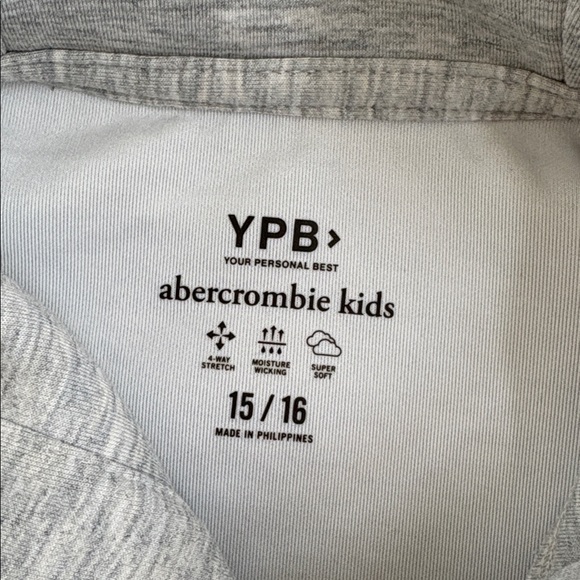 YPB>
YOUR PERSONAL BEST
abercrombie kids
4-WAY STRETCH
MOISTURE WICKING
SUPER SOFT
15 / 16
MADE IN PHILIPPINES